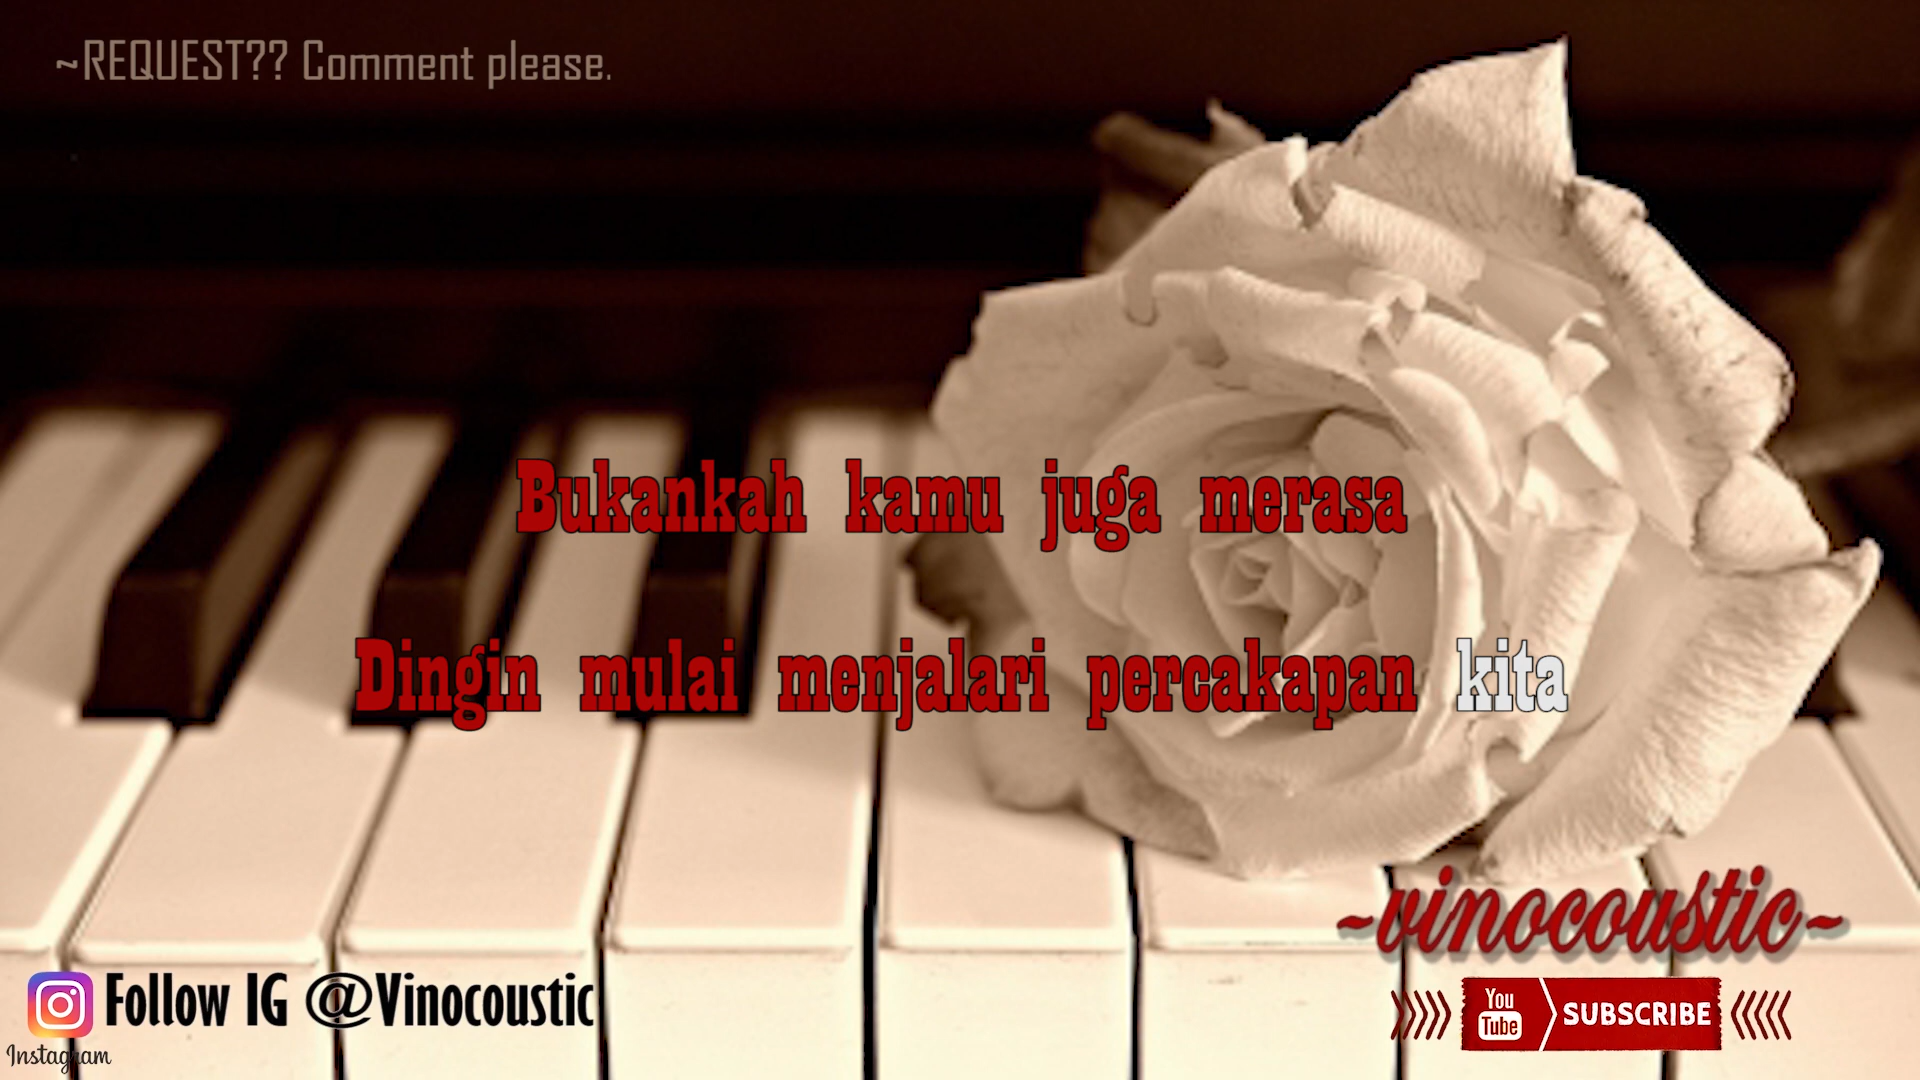 ~REQUEST?? Comment please.
Bukankah kamu juga merasa
Dingin mulai menjalari percakapan kita
~vinocoustic~
Follow IG @Vinocoustic
Instagram
You Tube SUBSCRIBE